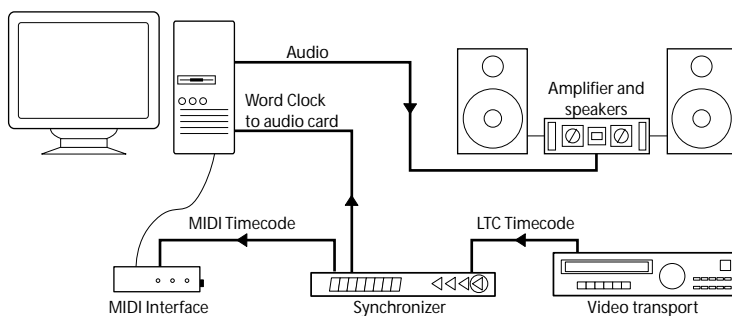 Audio
Amplifier and
speakers
Word Clock
to audio card
MIDI Timecode
LTC Timecode
MIDI Interface
Synchronizer
Video transport